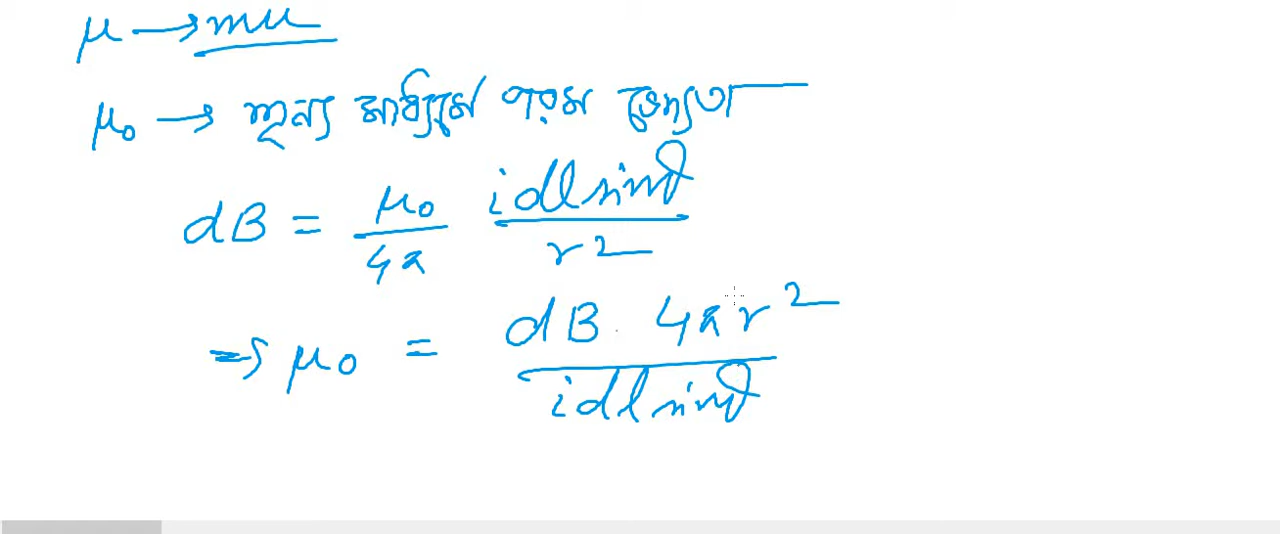 μ → mu
μ₀ → শূন্য মাধ্যমে পরম ভেদ্যতা
dB = μ₀/4π idl sinθ/r²
⇒ μ₀ = dB · 4πr²/idl sinθ